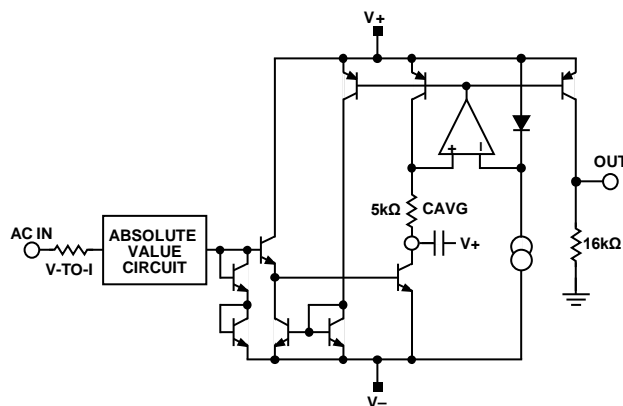 V+
OUT
5kΩ CAVG
V+
16kΩ
AC IN
V-TO-I
ABSOLUTE
VALUE
CIRCUIT
+
–
V–